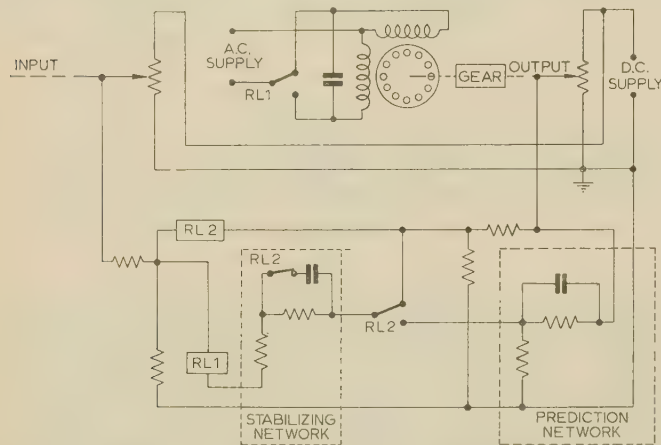 INPUT
A.C.
SUPPLY
RL1
GEAR
OUTPUT
D.C.
SUPPLY
RL 2
RL2
RL2
RL1
STABILIZING
NETWORK
PREDICTION
NETWORK